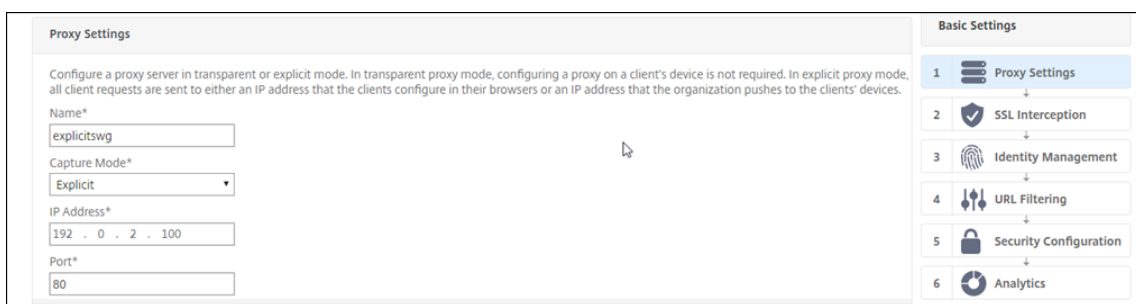 Proxy Settings
Configure a proxy server in transparent or explicit mode. In transparent proxy mode, configuring a proxy on a client's device is not required. In explicit proxy mode,
all client requests are sent to either an IP address that the clients configure in their browsers or an IP address that the organization pushes to the clients' devices.
Name*
explicitswg
Capture Mode*
Explicit
IP Address*
192 . 0 . 2 . 100
Port*
80
Basic Settings
1 Proxy Settings
2 SSL Interception
3 Identity Management
4 URL Filtering
5 Security Configuration
6 Analytics